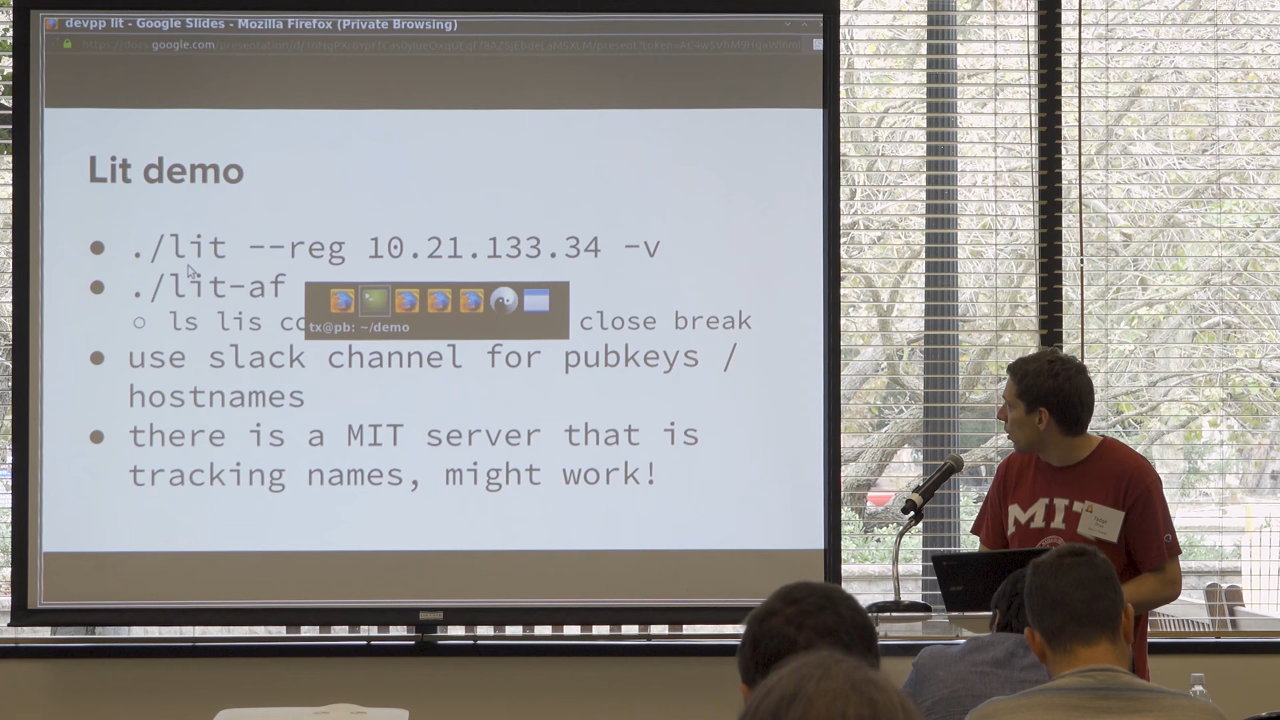 devpp lit - Google Slides - Mozilla Firefox (Private Browsing)
google.com
Lit demo
./lit --reg 10.21.133.34 -v
./lit-af
ls lis co
close break
tx@pb: ~/demo
use slack channel for pubkeys /
hostnames
there is a MIT server that is
tracking names, might work!
MIT